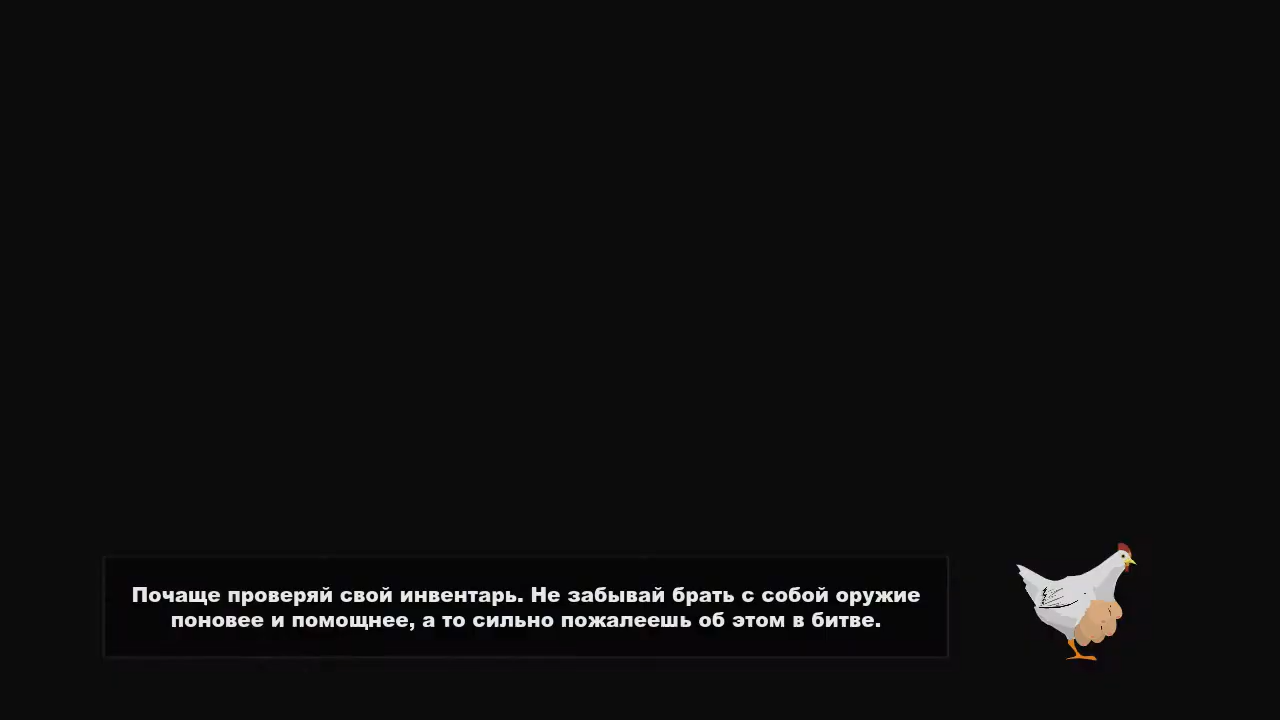 Почаще проверяй свой инвентарь. Не забывай брать с собой оружие
поновее и помощнее, а то сильно пожалеешь об этом в битве.